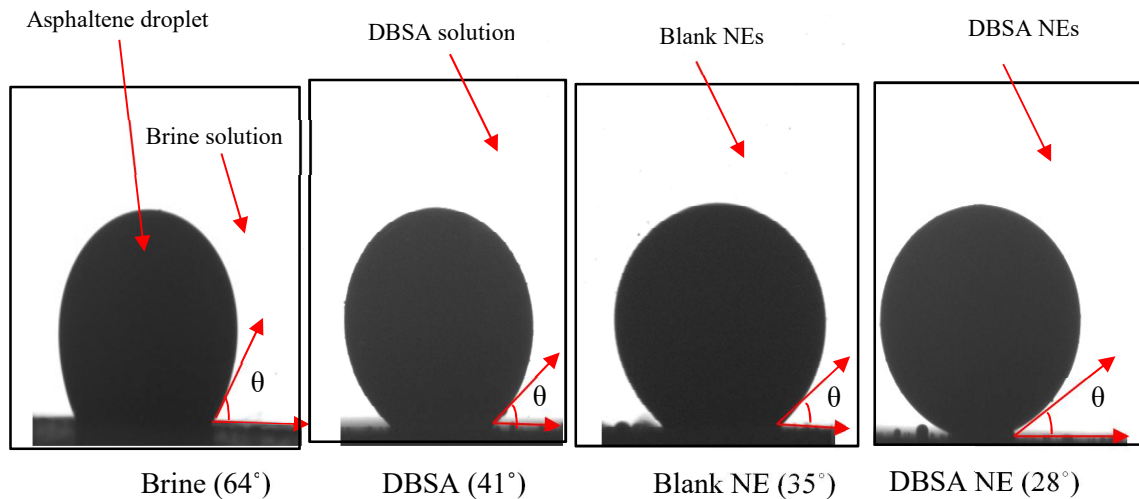 Asphaltene droplet
DBSA solution
Blank NEs
DBSA NEs
Brine solution
θ
θ
θ
θ
Brine (64°)
DBSA (41°)
Blank NE (35°)
DBSA NE (28°)